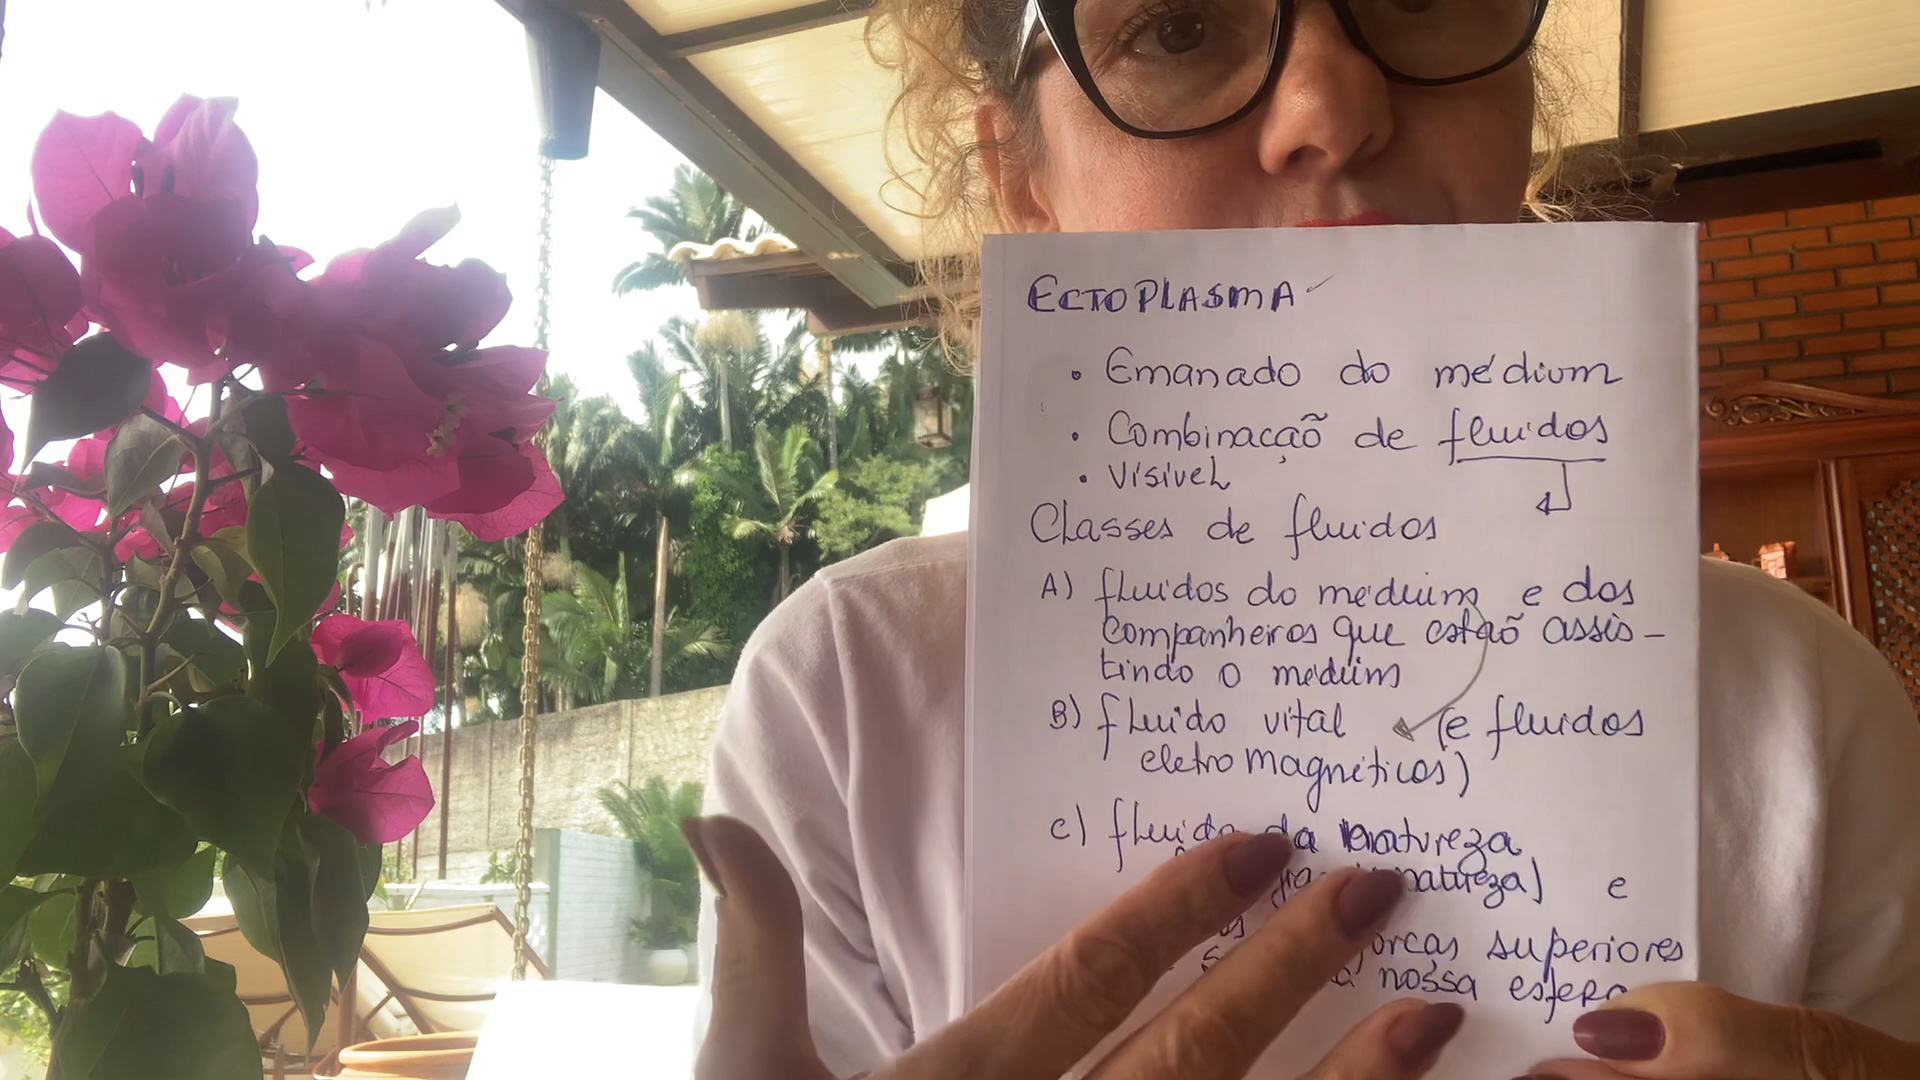 ECTOPLASMA
• Emanado do médium
• Combinação de fluidos
• Visível
Classes de fluidos
A) fluidos do médium e dos
companheiros que estão assis-
tindo o médium
B) fluido vital (e fluidos
eletromagnéticos)
C) fluido da natureza
natureza) e
superiores
nossa esfera